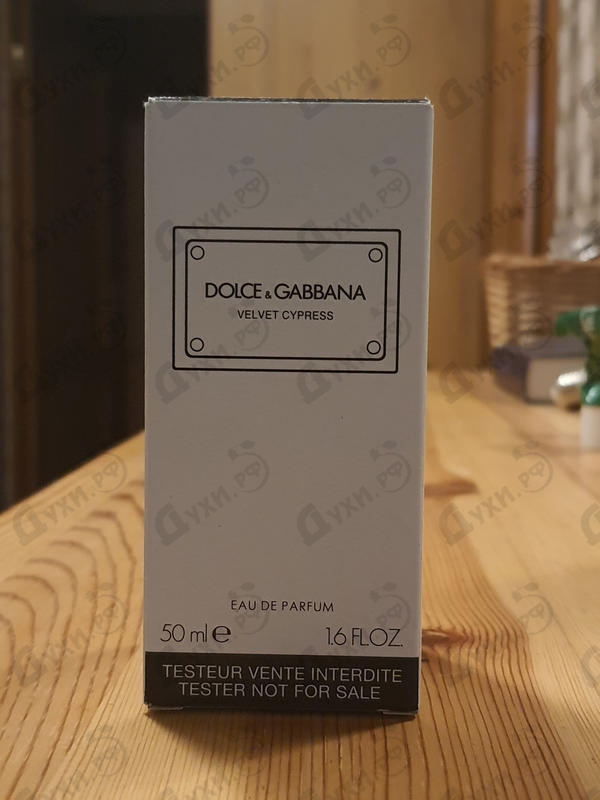 DOLCE & GABBANA
VELVET CYPRESS
EAU DE PARFUM
50 ml e 1.6 FL.OZ.
TESTEUR VENTE INTERDITE
TESTER NOT FOR SALE
Духи.рф